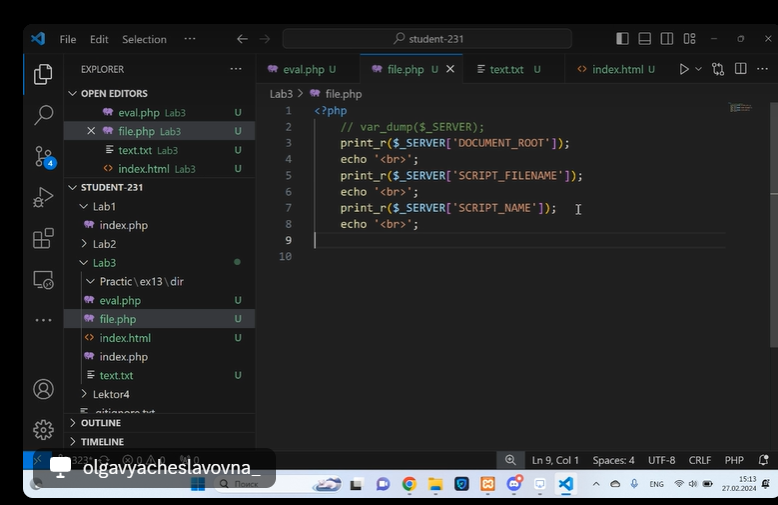 File Edit Selection ··· student-231
EXPLORER ···
OPEN EDITORS
eval.php Lab3 U
file.php Lab3 U
text.txt Lab3 U
index.html Lab3 U
STUDENT-231
Lab1
index.php
Lab2
Lab3
Practic\ex13\dir
eval.php U
file.php U
index.html U
index.php
text.txt U
Lektor4
.gitignore.txt
OUTLINE
TIMELINE
4
eval.php U file.php U text.txt U index.html U
Lab3 > file.php
1 <?php
2 // var_dump($_SERVER);
3 print_r($_SERVER['DOCUMENT_ROOT']);
4 echo '<br>';
5 print_r($_SERVER['SCRIPT_FILENAME']);
6 echo '<br>';
7 print_r($_SERVER['SCRIPT_NAME']);
8 echo '<br>';
9
10
Ln 9, Col 1 Spaces: 4 UTF-8 CRLF PHP
olgavyacheslavovna_
Поиск
ENG
15:13
27.02.2024